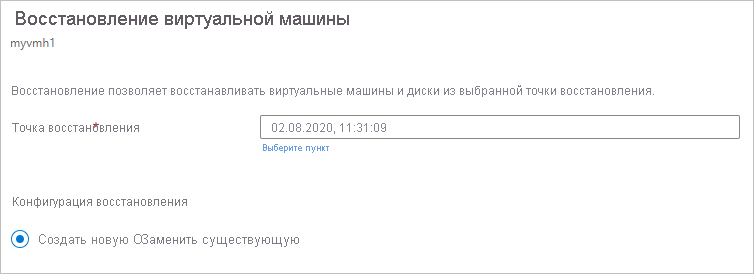 Восстановление виртуальной машины
myvmh1
Восстановление позволяет восстанавливать виртуальные машины и диски из выбранной точки восстановления.
Точка восстановления *
02.08.2020, 11:31:09
Выберите пункт
Конфигурация восстановления
Создать новую OЗаменить существующую